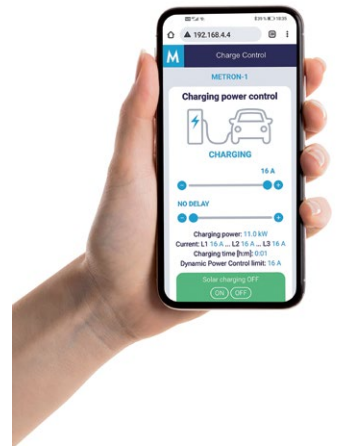 192.168.4.4
M
Charge Control
METRON-1
Charging power control
CHARGING
16 A
NO DELAY
Charging power: 11.0 kW
Current: L1 16 A ... L2 16 A ... L3 16 A
Charging time [h:m]: 0:01
Dynamic Power Control limit: 16 A
Solar charging OFF
ON OFF